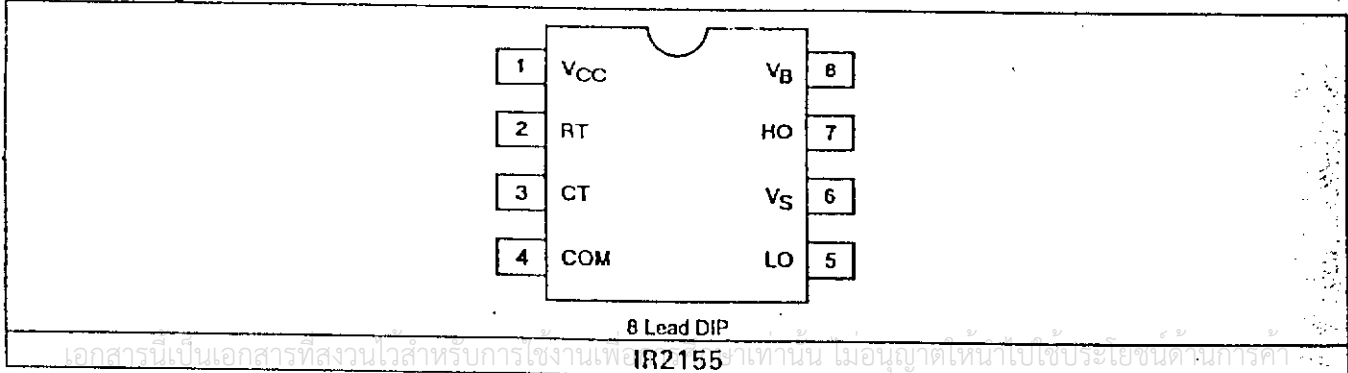 1 VCC VB 8
2 RT HO 7
3 CT VS 6
4 COM LO 5
8 Lead DIP
เอกสารนี้เป็นเอกสารที่สงวนไว้สำหรับการใช้งานเพื่อ ษาเท่านั้น ไม่อนุญาตให้นำไปใช้ประโยชน์ด้านการค้า
IR2155